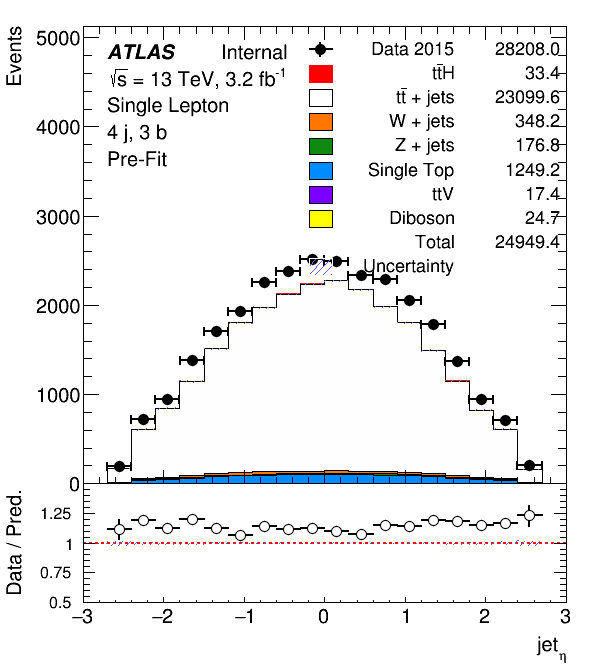 Events
5000
4000
3000
2000
1000
0
ATLAS Internal
√s = 13 TeV, 3.2 fb⁻¹
Single Lepton
4 j, 3 b
Pre-Fit
Data 2015 28208.0
tt̄H 33.4
tt̄ + jets 23099.6
W + jets 348.2
Z + jets 176.8
Single Top 1249.2
ttV 17.4
Diboson 24.7
Total 24949.4
Uncertainty
Data / Pred.
1.25
1
0.75
0.5
−3 −2 −1 0 1 2 3
jet_η